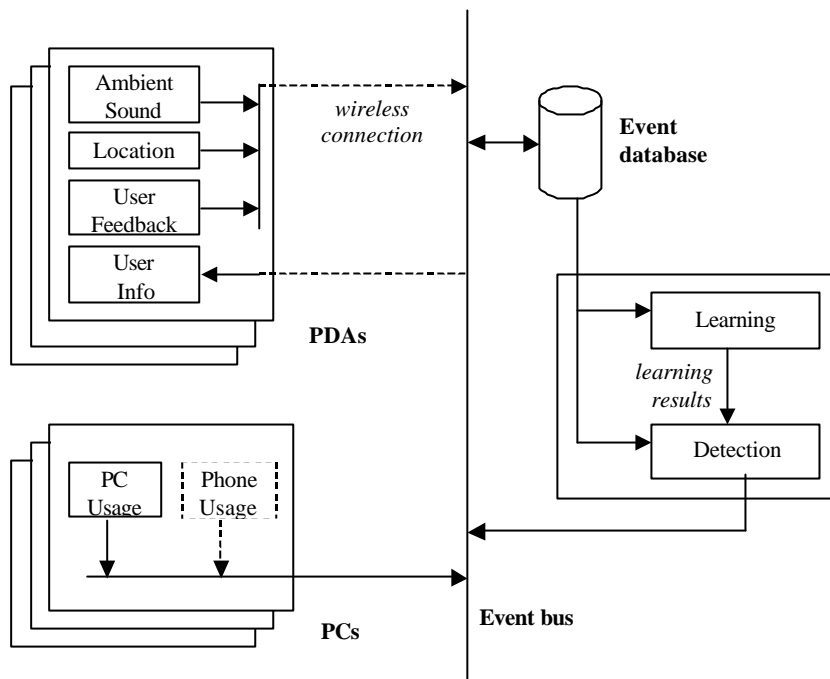 Ambient
Sound
Location
User
Feedback
User
Info
PDAs
wireless
connection
Event
database
Learning
learning
results
Detection
PC
Usage
Phone
Usage
PCs
Event bus